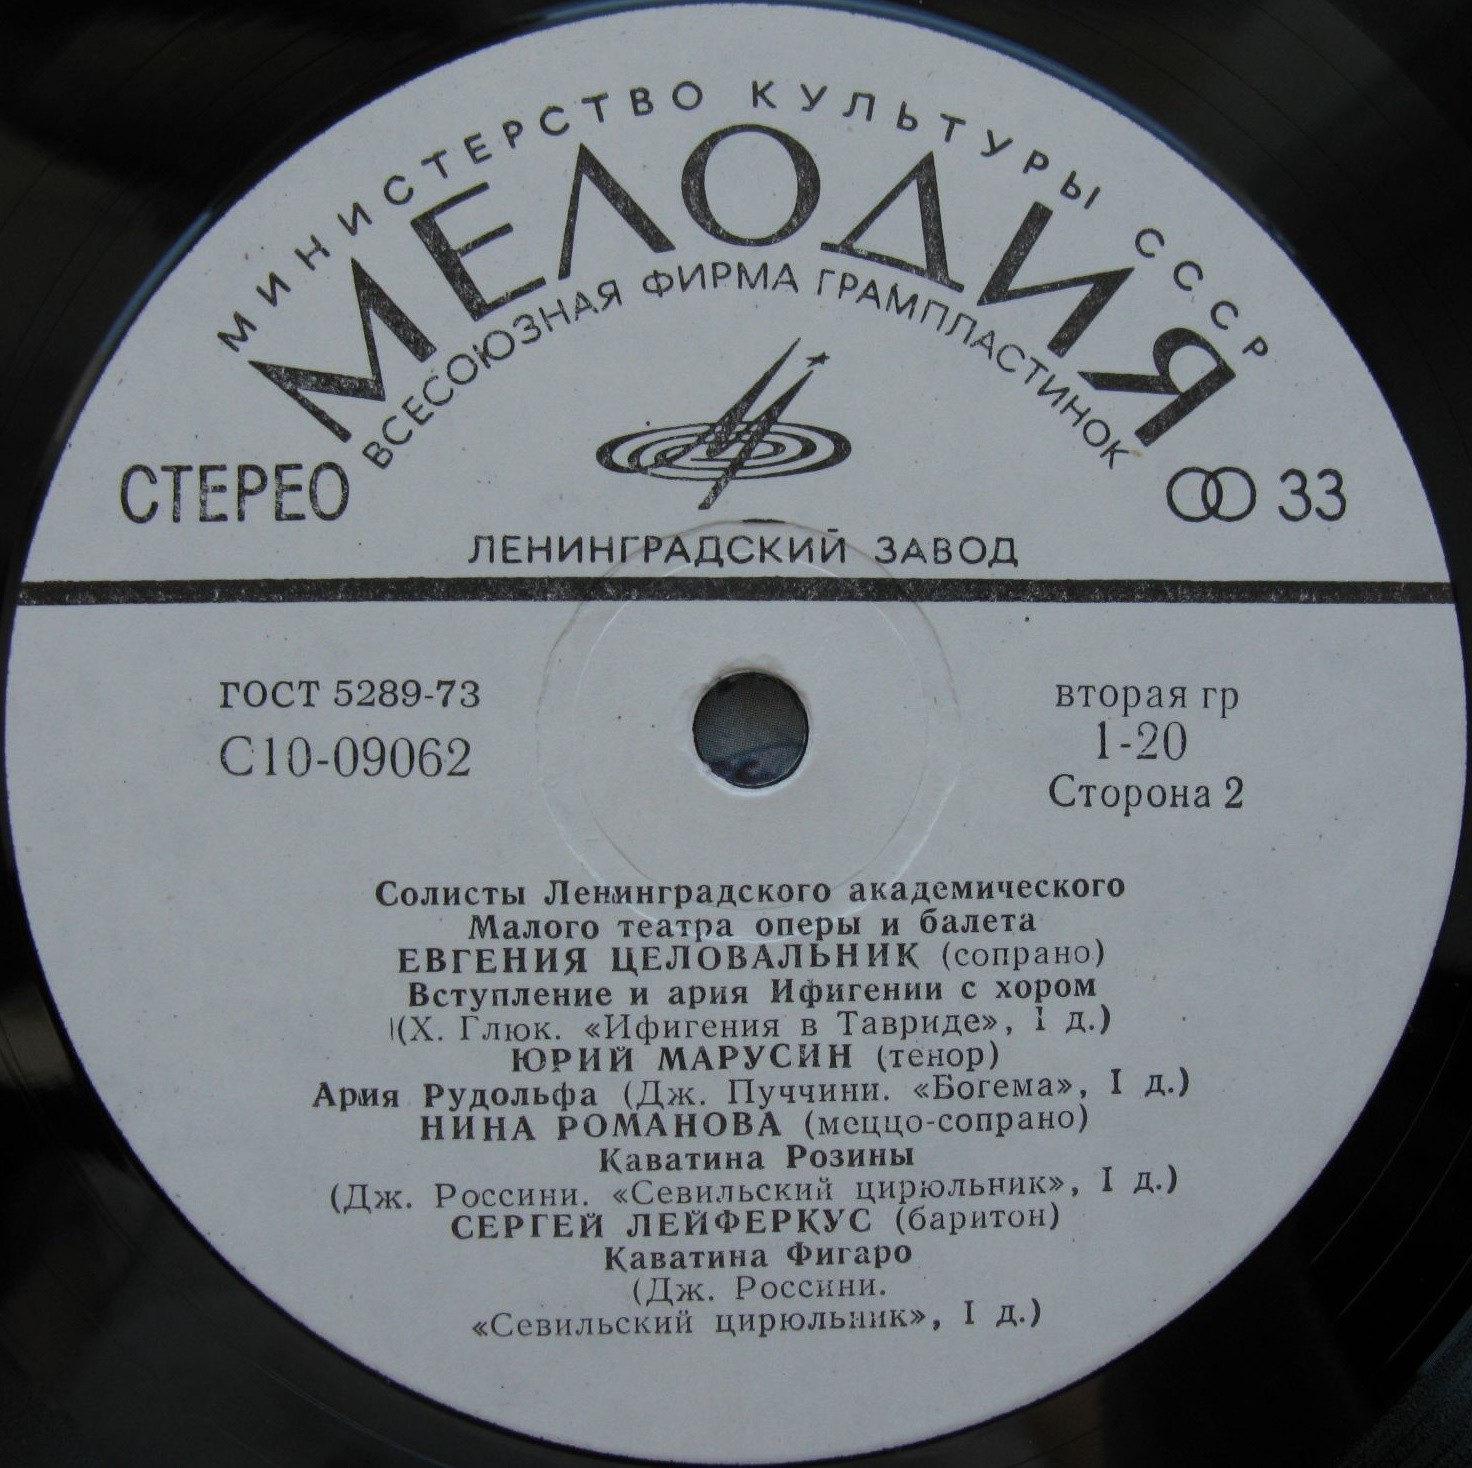 МИНИСТЕРСТВО КУЛЬТУРЫ СССР
МЕЛОДИЯ
ВСЕСОЮЗНАЯ ФИРМА ГРАМПЛАСТИНОК
СТЕРЕО
33
ЛЕНИНГРАДСКИЙ ЗАВОД
ГОСТ 5289-73
С10-09062
вторая гр
1-20
Сторона 2
Солисты Ленинградского академического
Малого театра оперы и балета
ЕВГЕНИЯ ЦЕЛОВАЛЬНИК (сопрано)
Вступление и ария Ифигении с хором
(Х. Глюк. «Ифигения в Тавриде», I д.)
ЮРИЙ МАРУСИН (тенор)
Ария Рудольфа (Дж. Пуччини. «Богема», I д.)
НИНА РОМАНОВА (меццо-сопрано)
Каватина Розины
(Дж. Россини. «Севильский цирюльник», I д.)
СЕРГЕЙ ЛЕЙФЕРКУС (баритон)
Каватина Фигаро
(Дж. Россини.
«Севильский цирюльник», I д.)